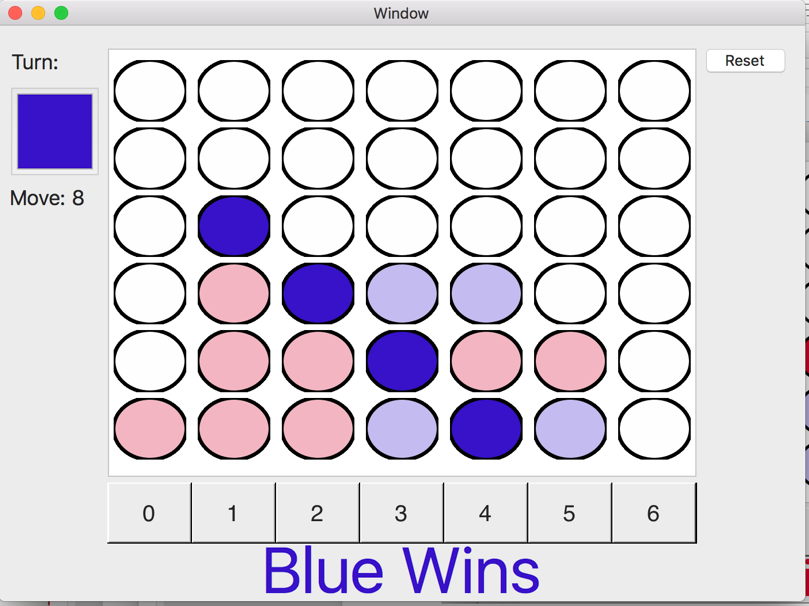 Window
Turn:
Reset
Move: 8
0 1 2 3 4 5 6
Blue Wins